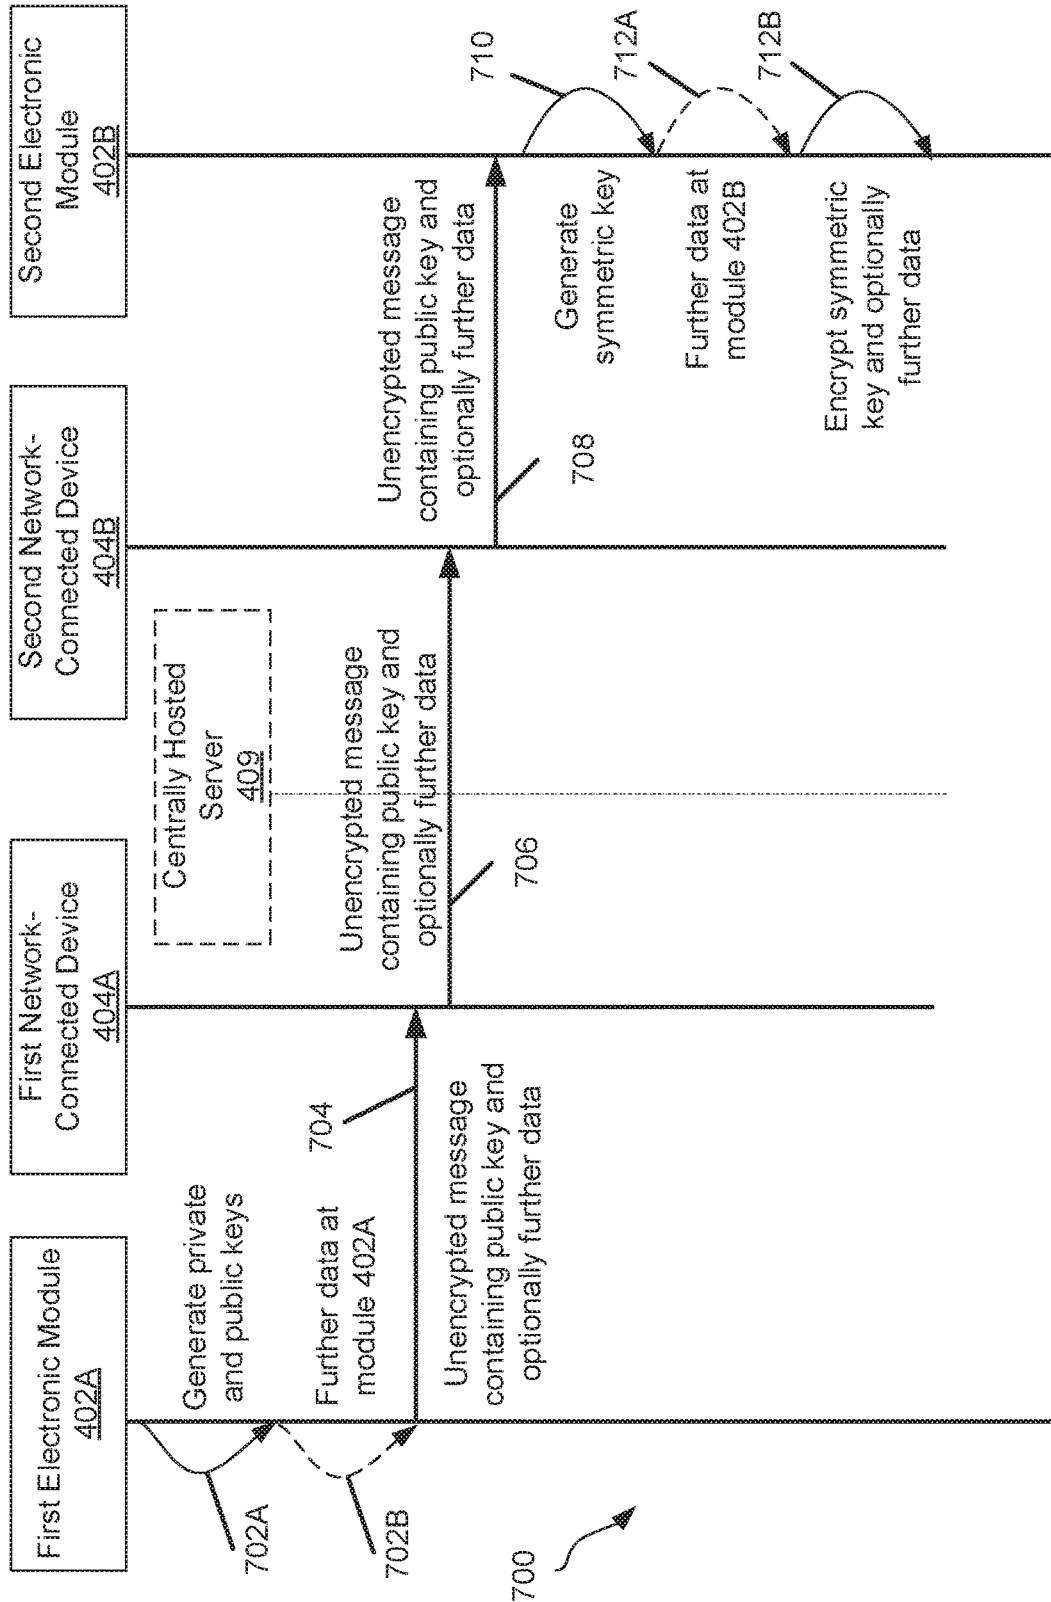 First Electronic Module
402A
First Network-
Connected Device
404A
Second Network-
Connected Device
404B
Second Electronic
Module
402B
Centrally Hosted
Server
409
702A
Generate private
and public keys
702B
Further data at
module 402A
704
Unencrypted message
containing public key and
optionally further data
Unencrypted message
containing public key and
optionally further data
706
Unencrypted message
containing public key and
optionally further data
708
710
Generate
symmetric key
712A
Further data at
module 402B
712B
Encrypt symmetric
key and optionally
further data
700